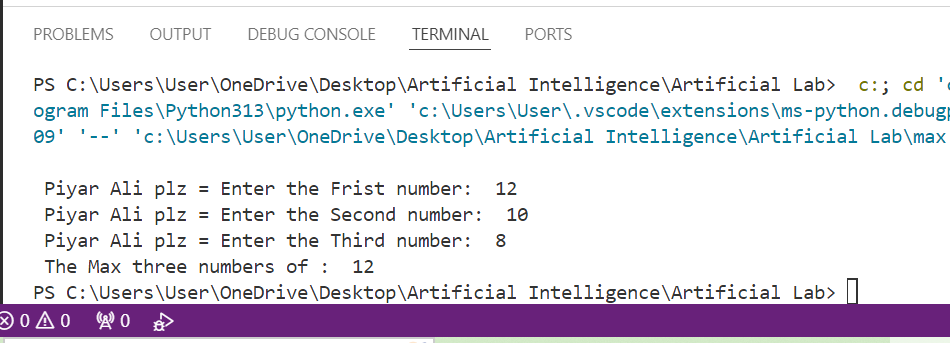 PROBLEMS OUTPUT DEBUG CONSOLE TERMINAL PORTS
PS C:\Users\User\OneDrive\Desktop\Artificial Intelligence\Artificial Lab> c:; cd '
ogram Files\Python313\python.exe' 'c:\Users\User\.vscode\extensions\ms-python.debugp
09' '--' 'c:\Users\User\OneDrive\Desktop\Artificial Intelligence\Artificial Lab\max
Piyar Ali plz = Enter the Frist number: 12
Piyar Ali plz = Enter the Second number: 10
Piyar Ali plz = Enter the Third number: 8
The Max three numbers of : 12
PS C:\Users\User\OneDrive\Desktop\Artificial Intelligence\Artificial Lab>
0 0 0